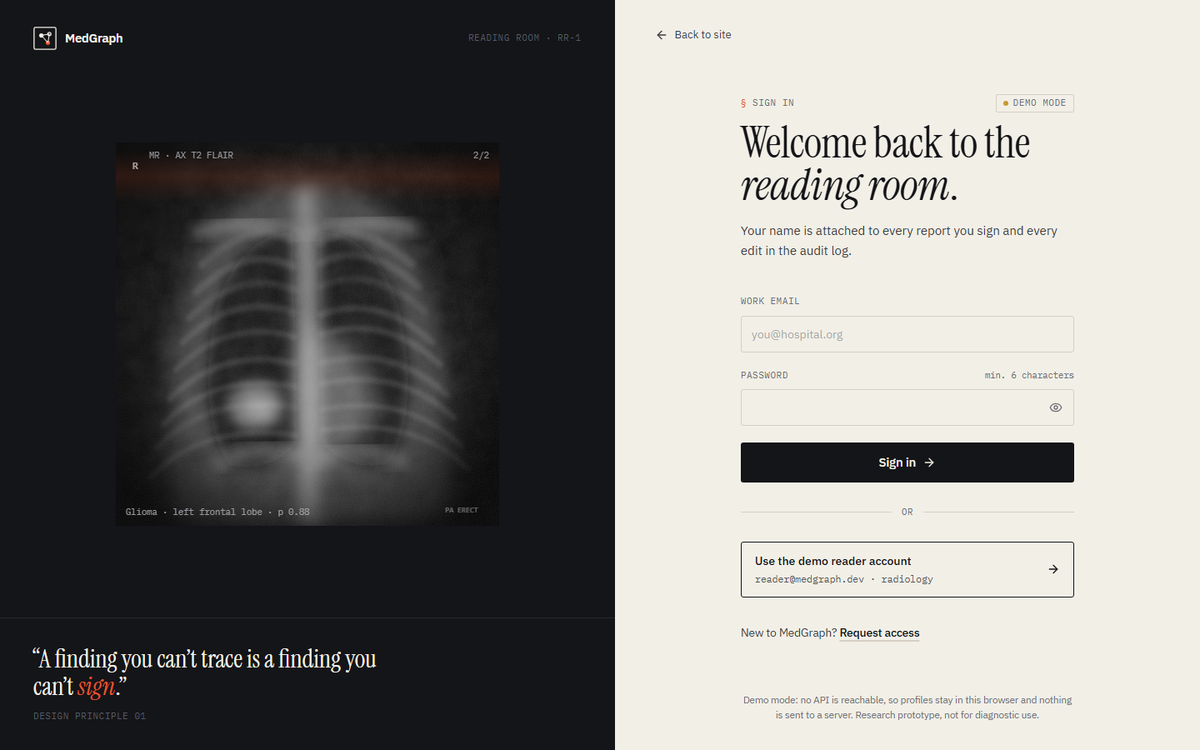 MedGraph
READING ROOM · RR-1
MR · AX T2 FLAIR
2/2
R
Glioma · left frontal lobe · p 0.88
PA ERECT
“A finding you can’t trace is a finding you
can’t sign.”
DESIGN PRINCIPLE 01
← Back to site
§ SIGN IN
DEMO MODE
Welcome back to the
reading room.
Your name is attached to every report you sign and every
edit in the audit log.
WORK EMAIL
you@hospital.org
PASSWORD
min. 6 characters
Sign in →
OR
Use the demo reader account
reader@medgraph.dev · radiology
→
New to MedGraph? Request access
Demo mode: no API is reachable, so profiles stay in this browser and nothing
is sent to a server. Research prototype, not for diagnostic use.